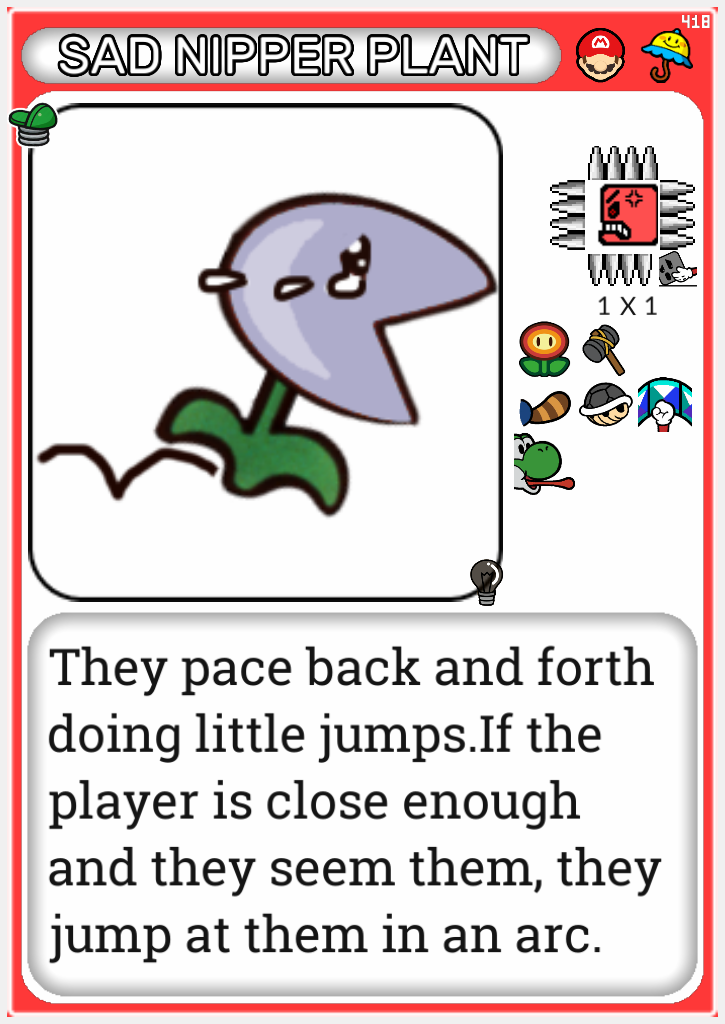 418
SAD NIPPER PLANT
M
1 X 1
They pace back and forth
doing little jumps.If the
player is close enough
and they seem them, they
jump at them in an arc.